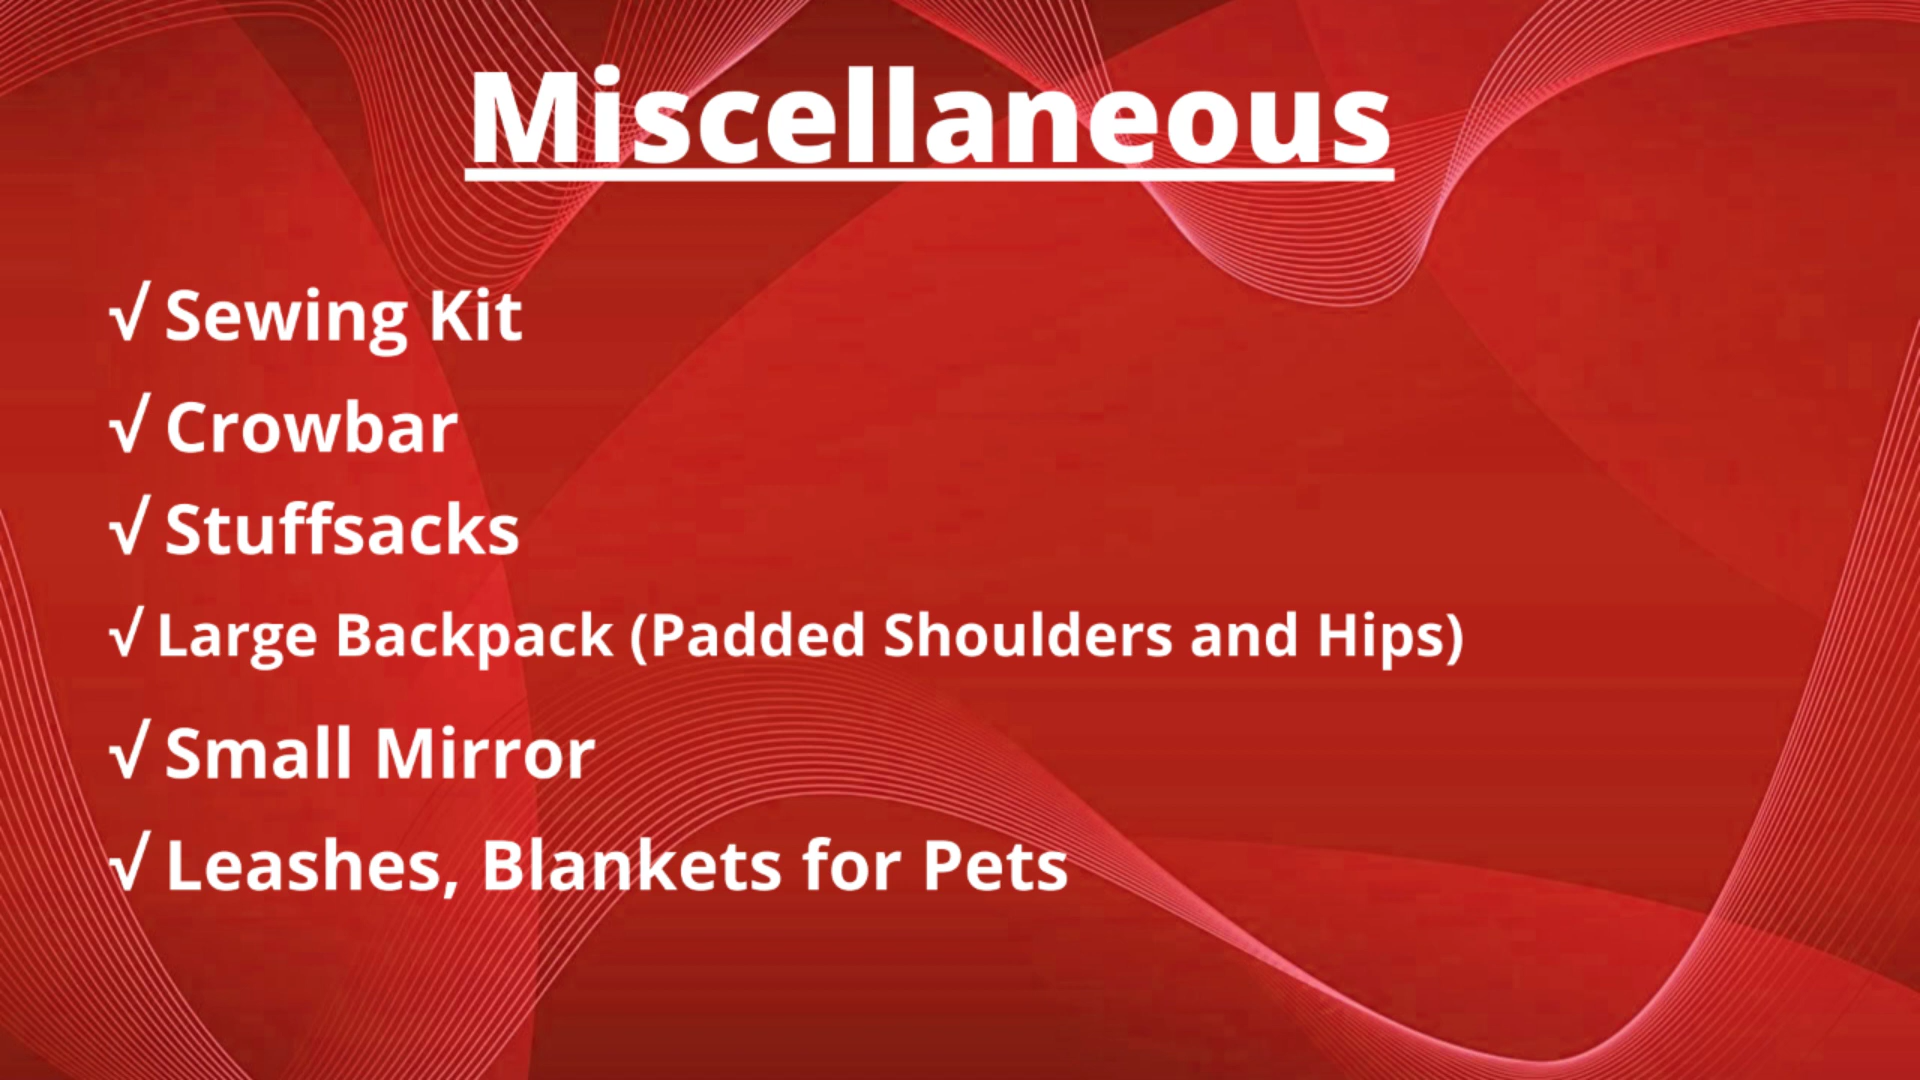 Miscellaneous
√ Sewing Kit
√ Crowbar
√ Stuffsacks
√ Large Backpack (Padded Shoulders and Hips)
√ Small Mirror
√ Leashes, Blankets for Pets